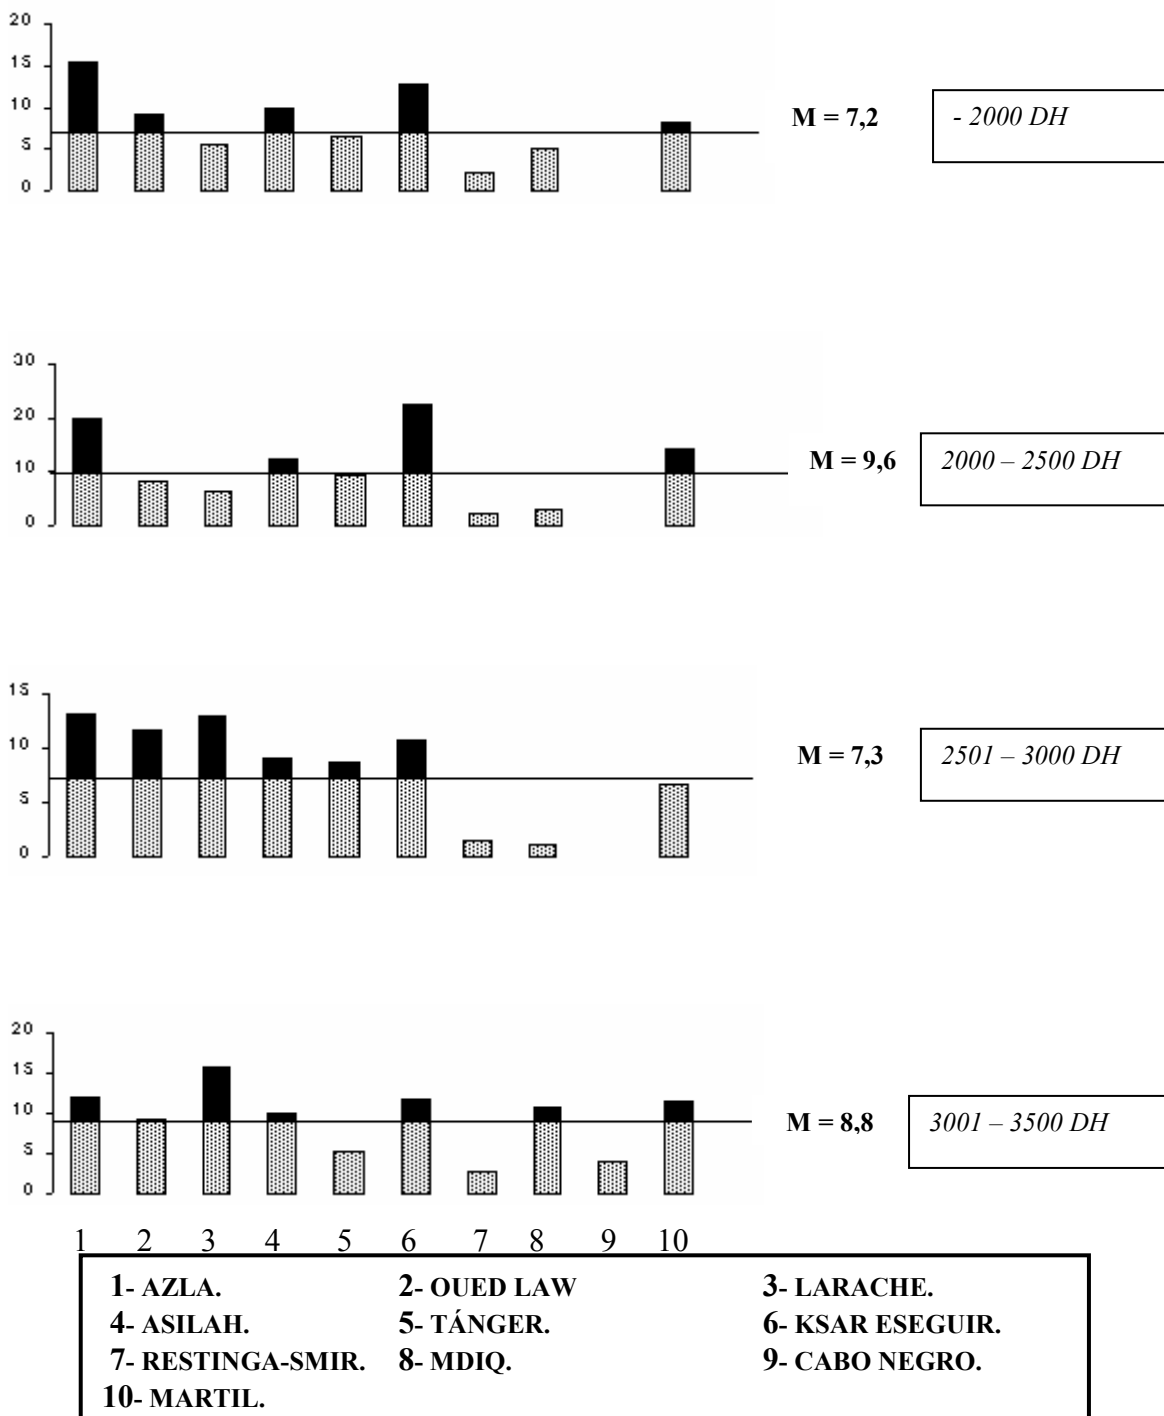 20
15
10
5
0
M = 7,2
- 2000 DH
30
20
10
0
M = 9,6
2000 – 2500 DH
15
10
5
0
M = 7,3
2501 – 3000 DH
20
15
10
5
0
M = 8,8
3001 – 3500 DH
1 2 3 4 5 6 7 8 9 10
1- AZLA. 2- OUED LAW 3- LARACHE.
4- ASILAH. 5- TÁNGER. 6- KSAR ESEGUIR.
7- RESTINGA-SMIR. 8- MDIQ. 9- CABO NEGRO.
10- MARTIL.